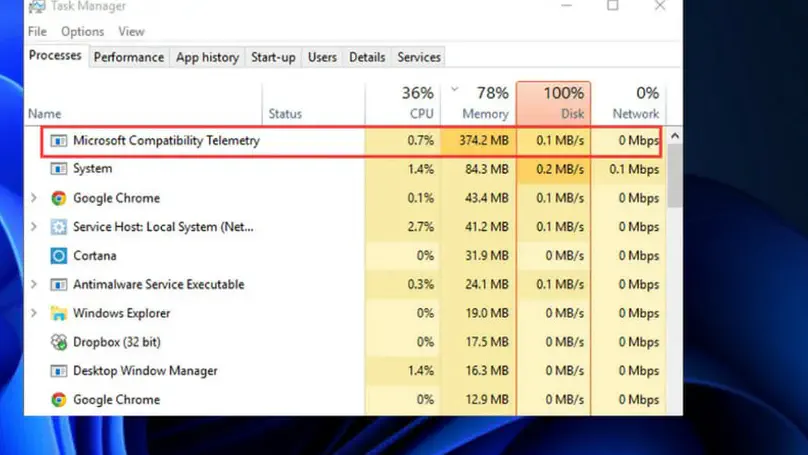 Task Manager
File Options View
Processes Performance App history Start-up Users Details Services
36% 78% 100% 0%
Name Status CPU Memory Disk Network
Microsoft Compatibility Telemetry 0.7% 374.2 MB 0.1 MB/s 0 Mbps
System 1.4% 84.3 MB 0.2 MB/s 0.1 Mbps
Google Chrome 0.1% 43.4 MB 0.1 MB/s 0 Mbps
Service Host: Local System (Net... 2.7% 41.2 MB 0.1 MB/s 0 Mbps
Cortana 0% 31.9 MB 0 MB/s 0 Mbps
Antimalware Service Executable 0.3% 24.1 MB 0.1 MB/s 0 Mbps
Windows Explorer 0% 19.0 MB 0 MB/s 0 Mbps
Dropbox (32 bit) 0% 17.5 MB 0 MB/s 0 Mbps
Desktop Window Manager 1.4% 16.3 MB 0 MB/s 0 Mbps
Google Chrome 0% 12.9 MB 0 MB/s 0 Mbps